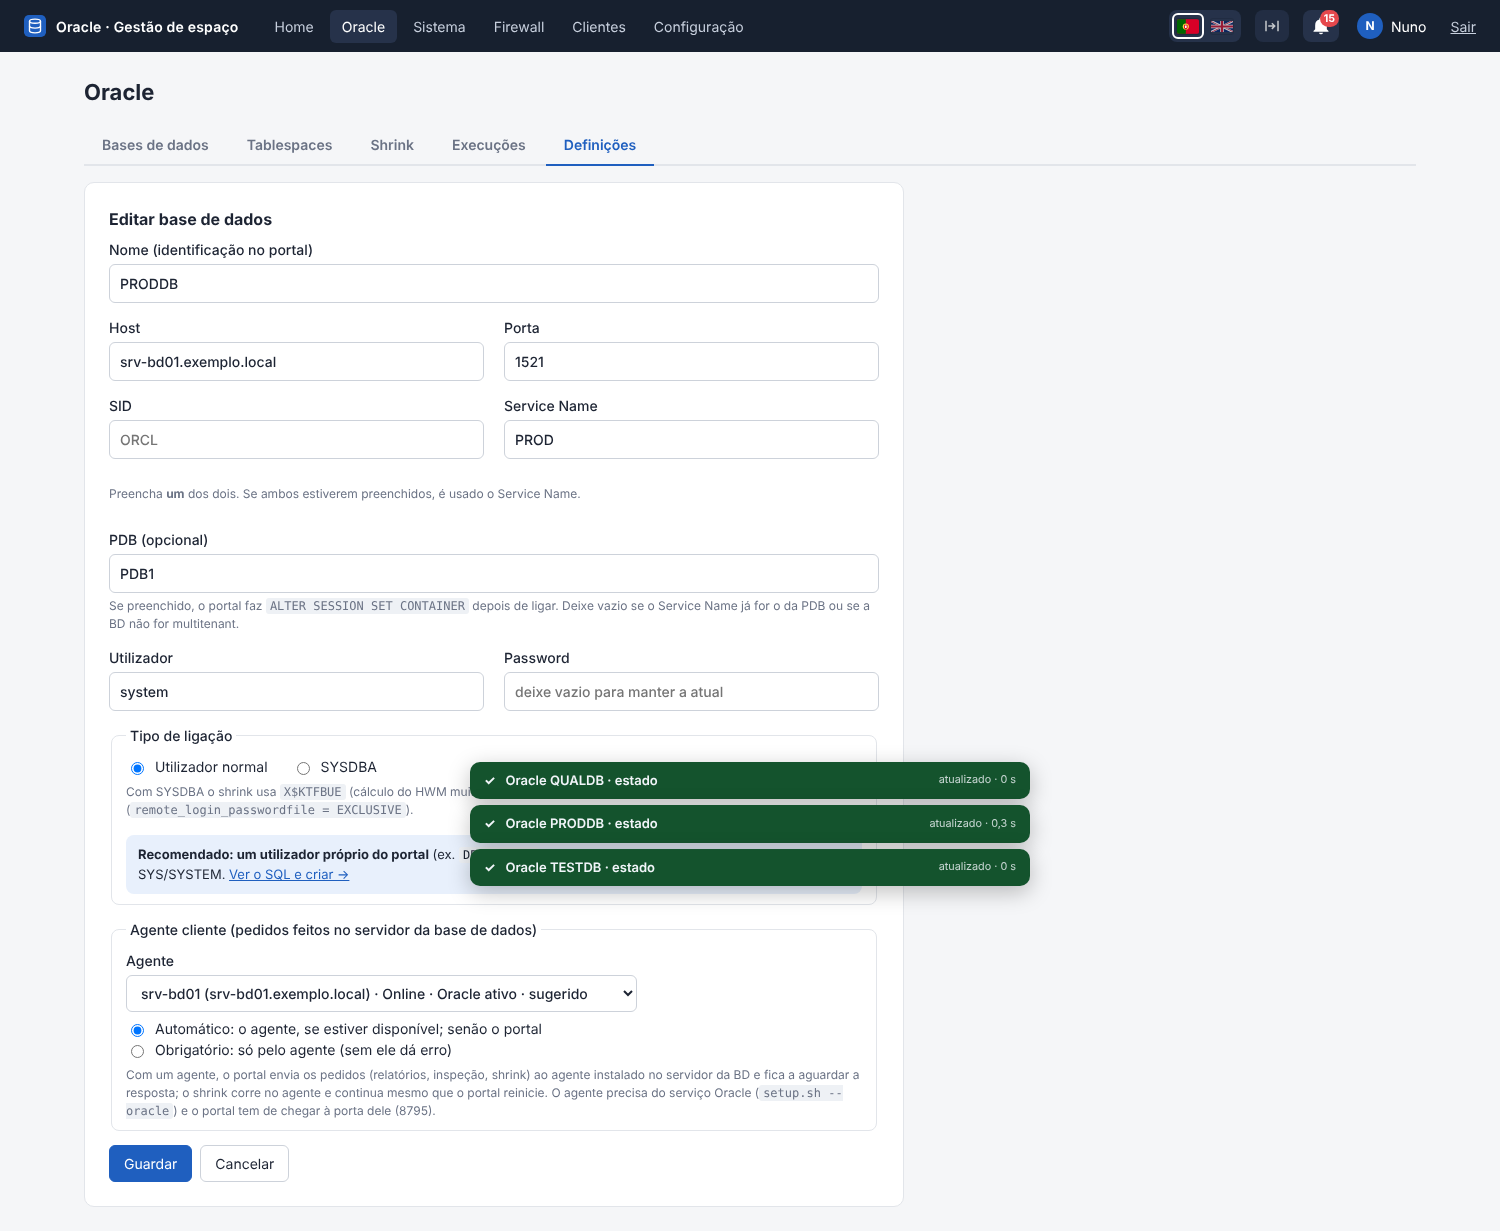 Oracle · Gestão de espaço
Home
Oracle
Sistema
Firewall
Clientes
Configuração
15
N
Nuno
Sair
Oracle
Bases de dados
Tablespaces
Shrink
Execuções
Definições
Editar base de dados
Nome (identificação no portal)
PRODDB
Host
Porta
srv-bd01.exemplo.local
1521
SID
Service Name
ORCL
PROD
Preencha um dos dois. Se ambos estiverem preenchidos, é usado o Service Name.
PDB (opcional)
PDB1
Se preenchido, o portal faz ALTER SESSION SET CONTAINER depois de ligar. Deixe vazio se o Service Name já for o da PDB ou se a
BD não for multitenant.
Utilizador
Password
system
deixe vazio para manter a atual
Tipo de ligação
Utilizador normal
SYSDBA
Com SYSDBA o shrink usa X$KTFBUE (cálculo do HWM
(remote_login_passwordfile = EXCLUSIVE).
✓ Oracle QUALDB · estado
atualizado · 0 s
✓ Oracle PRODDB · estado
atualizado · 0,3 s
✓ Oracle TESTDB · estado
atualizado · 0 s
Recomendado: um utilizador próprio do portal (ex.
SYS/SYSTEM. Ver o SQL e criar →
Agente cliente (pedidos feitos no servidor da base de dados)
Agente
srv-bd01 (srv-bd01.exemplo.local) · Online · Oracle ativo · sugerido
Automático: o agente, se estiver disponível; senão o portal
Obrigatório: só pelo agente (sem ele dá erro)
Com um agente, o portal envia os pedidos (relatórios, inspeção, shrink) ao agente instalado no servidor da BD e fica a aguardar a
resposta; o shrink corre no agente e continua mesmo que o portal reinicie. O agente precisa do serviço Oracle (setup.sh --
oracle) e o portal tem de chegar à porta dele (8795).
Guardar
Cancelar